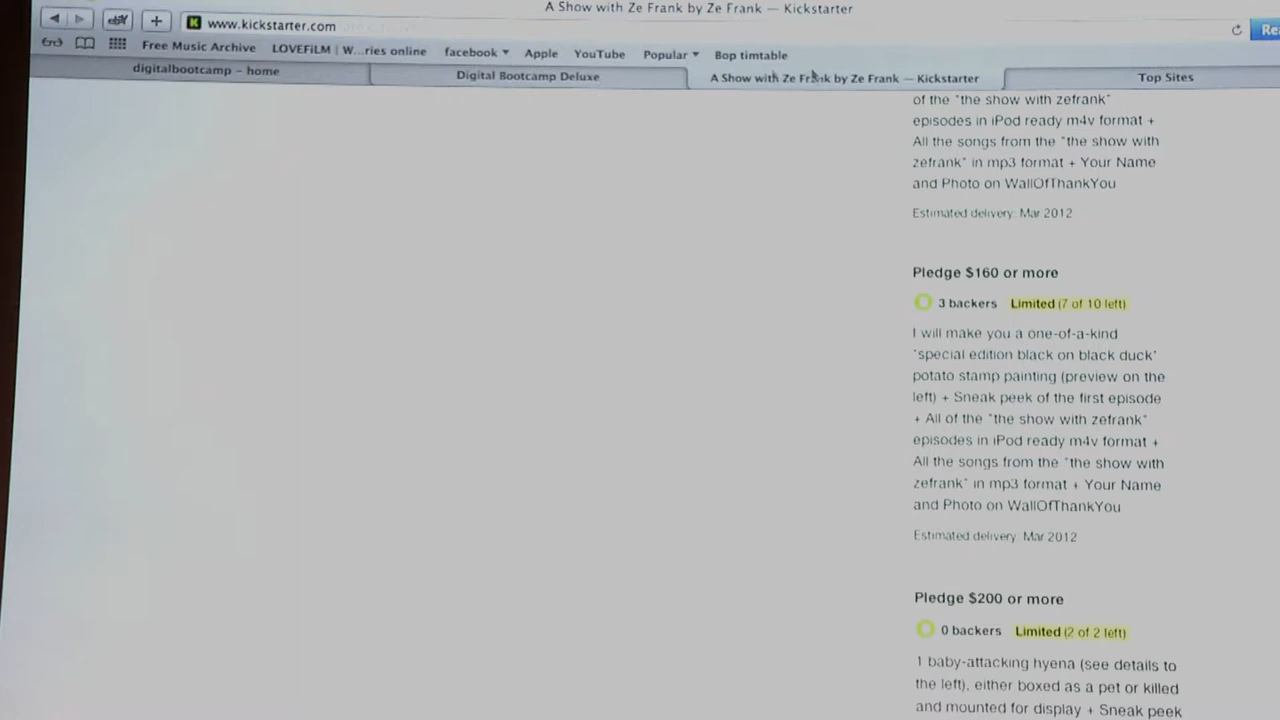 A Show with Ze Frank by Ze Frank — Kickstarter
ebY www.kickstarter.com
Free Music Archive LOVEFiLM | W...ries online facebook Apple YouTube Popular Bop timtable
digitalbootcamp – home Digital Bootcamp Deluxe A Show with Ze Frank by Ze Frank — Kickstarter Top Sites
of the "the show with zefrank"
episodes in iPod ready m4v format +
All the songs from the "the show with
zefrank" in mp3 format + Your Name
and Photo on WallOfThankYou
Estimated delivery: Mar 2012
Pledge $160 or more
3 backers Limited (7 of 10 left)
I will make you a one-of-a-kind
"special edition black on black duck"
potato stamp painting (preview on the
left) + Sneak peek of the first episode
+ All of the "the show with zefrank"
episodes in iPod ready m4v format +
All the songs from the "the show with
zefrank" in mp3 format + Your Name
and Photo on WallOfThankYou
Estimated delivery: Mar 2012
Pledge $200 or more
0 backers Limited (2 of 2 left)
1 baby-attacking hyena (see details to
the left), either boxed as a pet or killed
and mounted for display + Sneak peek